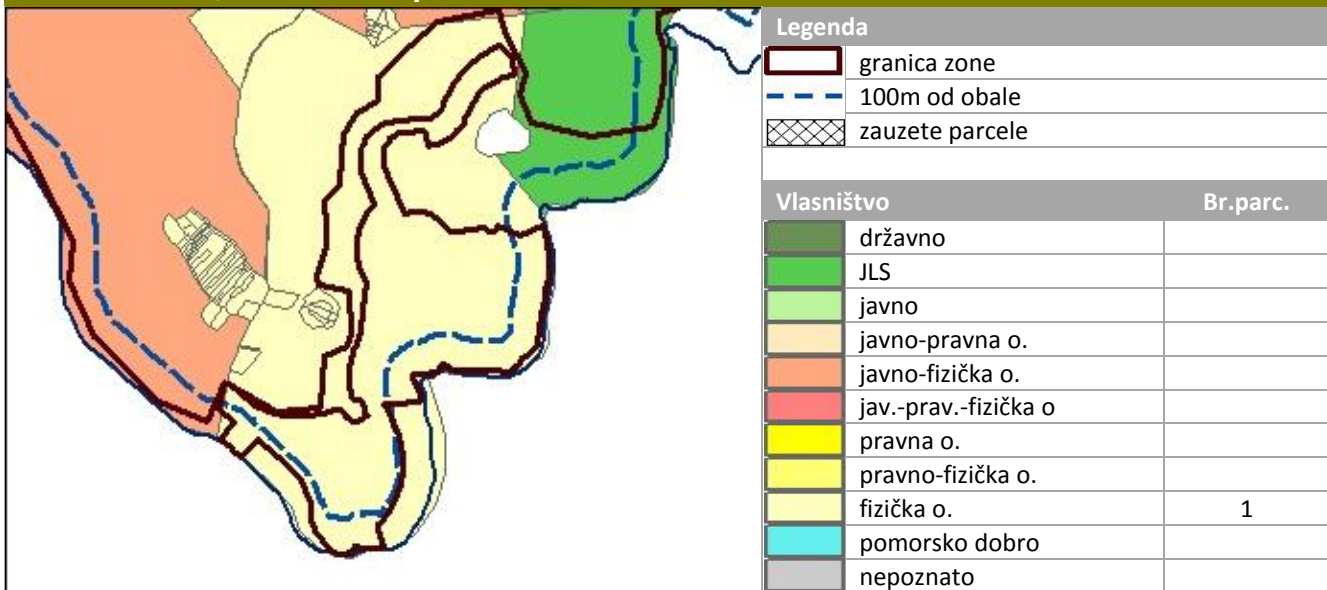 Legenda
granica zone
100m od obale
zauzete parcele
Vlasništvo Br.parc.
državno
JLS
javno
javno-pravna o.
javno-fizička o.
jav.-prav.-fizička o
pravna o.
pravno-fizička o.
fizička o. 1
pomorsko dobro
nepoznato